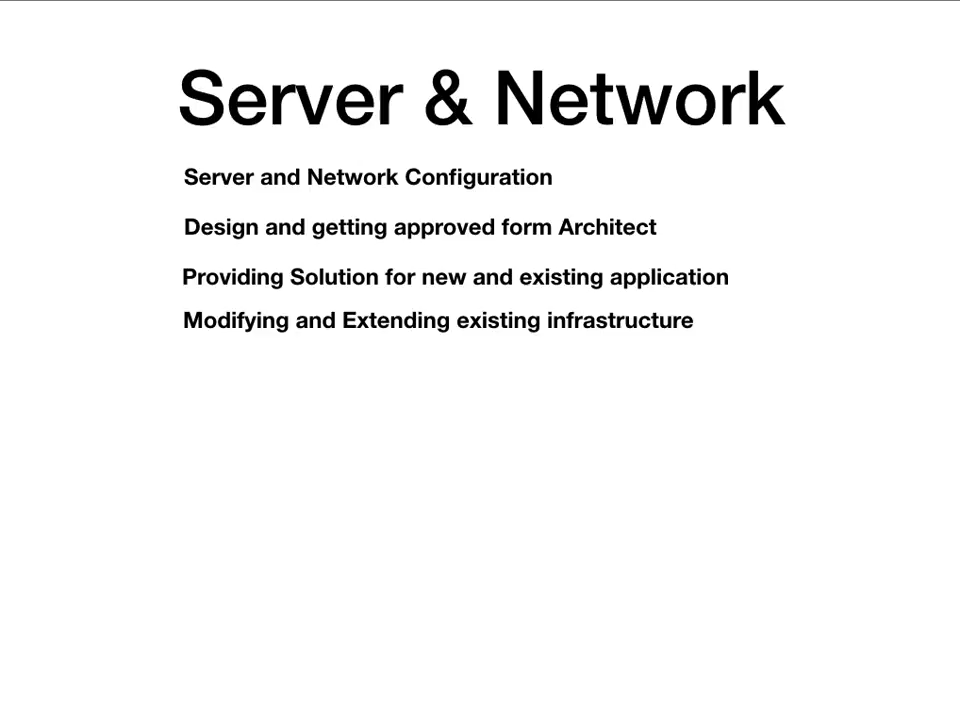 Server & Network
Server and Network Configuration
Design and getting approved form Architect
Providing Solution for new and existing application
Modifying and Extending existing infrastructure